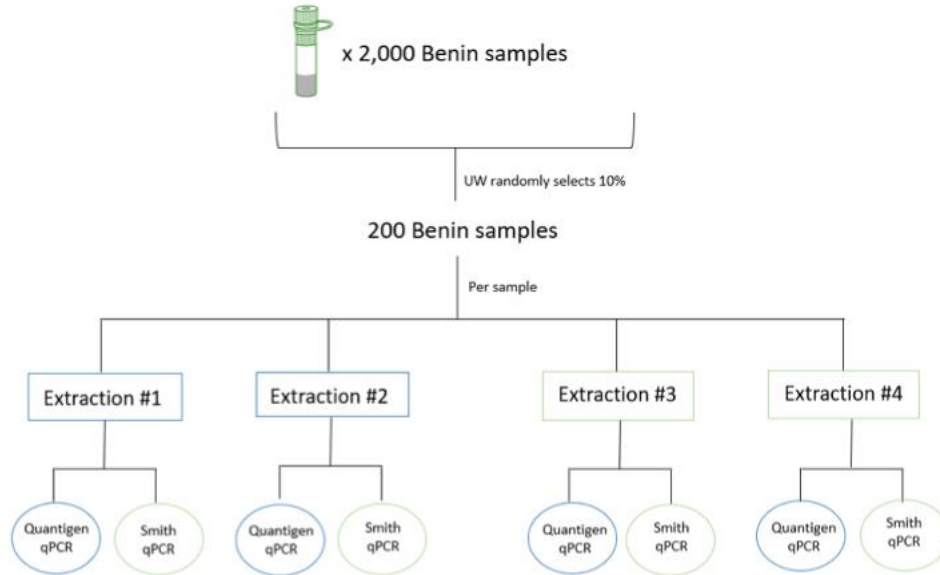 x 2,000 Benin samples
UW randomly selects 10%
200 Benin samples
Per sample
Extraction #1
Extraction #2
Extraction #3
Extraction #4
Quantigen
qPCR
Smith
qPCR
Quantigen
qPCR
Smith
qPCR
Quantigen
qPCR
Smith
qPCR
Quantigen
qPCR
Smith
qPCR